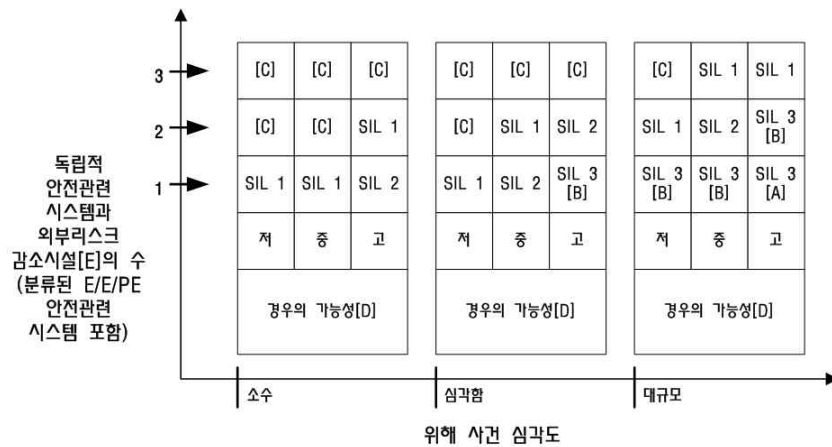 3
[C] [C] [C]
[C] [C] [C]
[C] SIL 1 SIL 1
2
[C] [C] SIL 1
[C] SIL 1 SIL 2
SIL 1 SIL 2 SIL 3
[B]
1
SIL 1 SIL 1 SIL 2
SIL 1 SIL 2 SIL 3
[B]
SIL 3 SIL 3 SIL 3
[B] [B] [A]
독립적
안전관련
시스템과
외부리스크
감소시설[E]의 수
(분류된 E/E/PE
안전관련
시스템 포함)
저 중 고
저 중 고
저 중 고
경우의 가능성[D]
경우의 가능성[D]
경우의 가능성[D]
소수
심각함
대규모
위해 사건 심각도